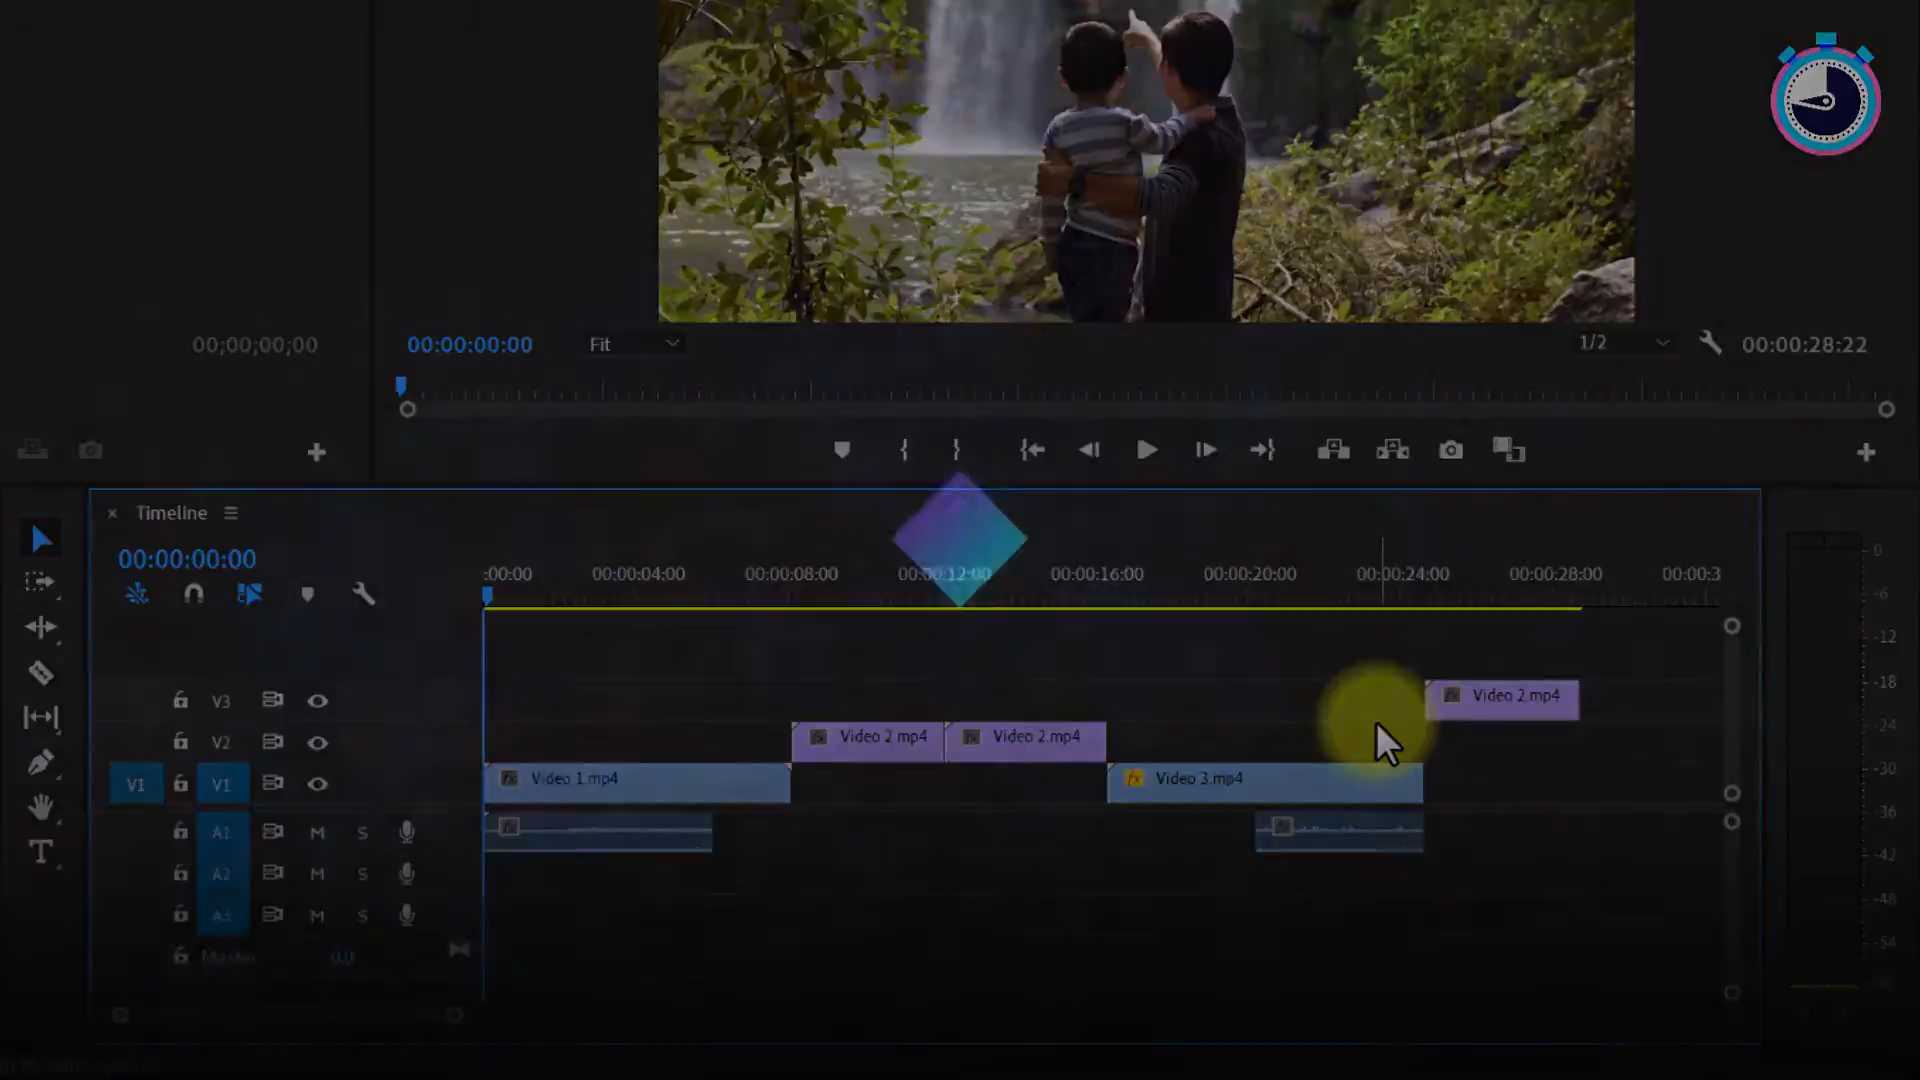 00;00;00;00
00:00:00:00
Fit
1/2
00:00:28:22
Timeline
00:00:00:00
:00:00
00:00:04:00
00:00:08:00
00:00:12:00
00:00:16:00
00:00:20:00
00:00:24:00
00:00:28:00
00:00:3
V3
V2
V1 V1
A1 M S
A2 M S
A3 M S
Master 0.0
Video 2.mp4
Video 2.mp4
Video 2.mp4
Video 1.mp4
Video 3.mp4
fx
T
0
-6
-12
-18
-24
-30
-36
-42
-48
-54